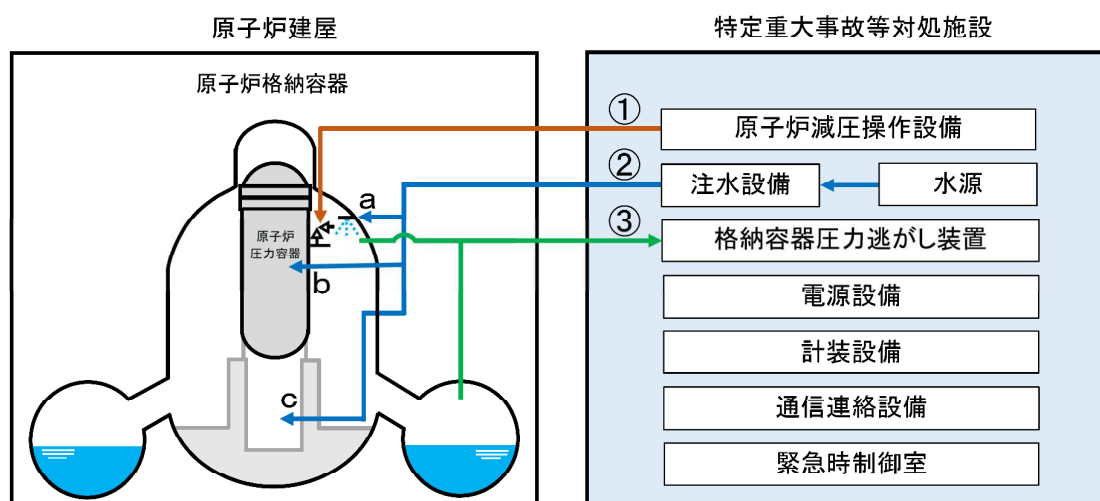 原子炉建屋
特定重大事故等対処施設
原子炉格納容器
①
原子炉減圧操作設備
②
注水設備
水源
a
③
格納容器圧力逃がし装置
原子炉
圧力容器
b
電源設備
計装設備
c
通信連絡設備
緊急時制御室